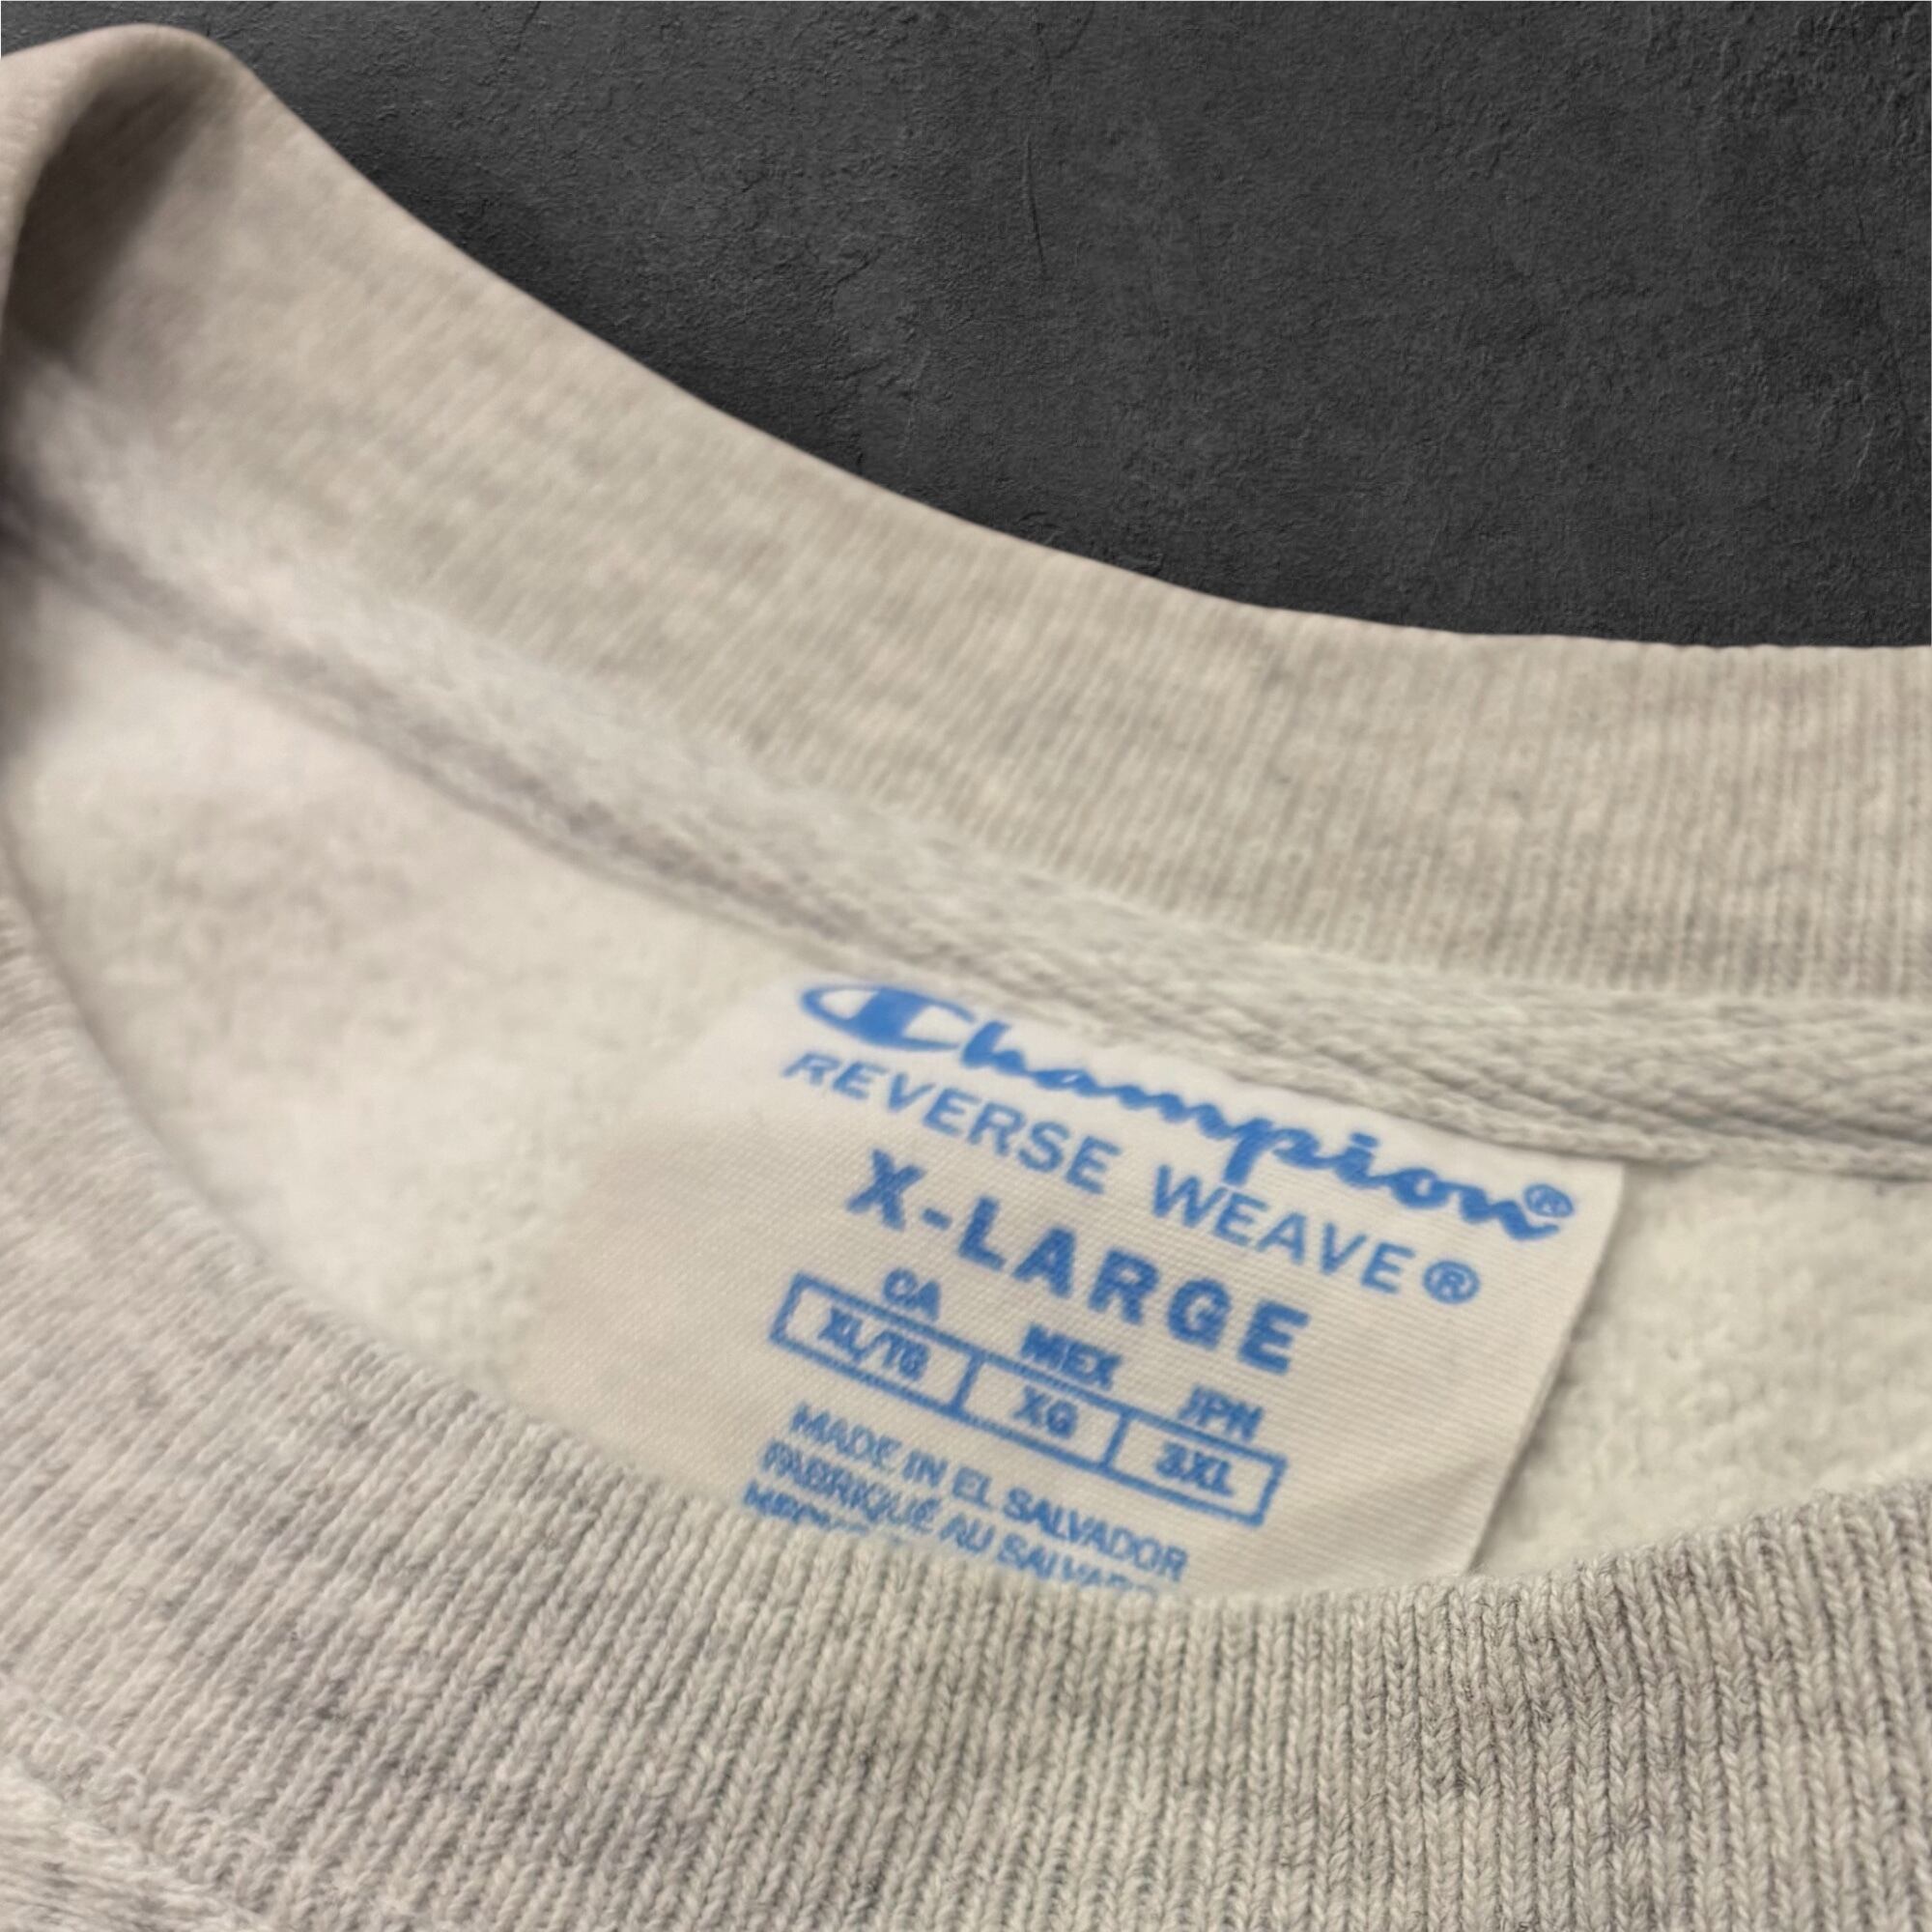 Champion®
REVERSE WEAVE®
X-LARGE
CA MEX JPN
XL/TG XG 3XL
MADE IN EL SALVADOR
FABRIQUÉ AU SALVADOR